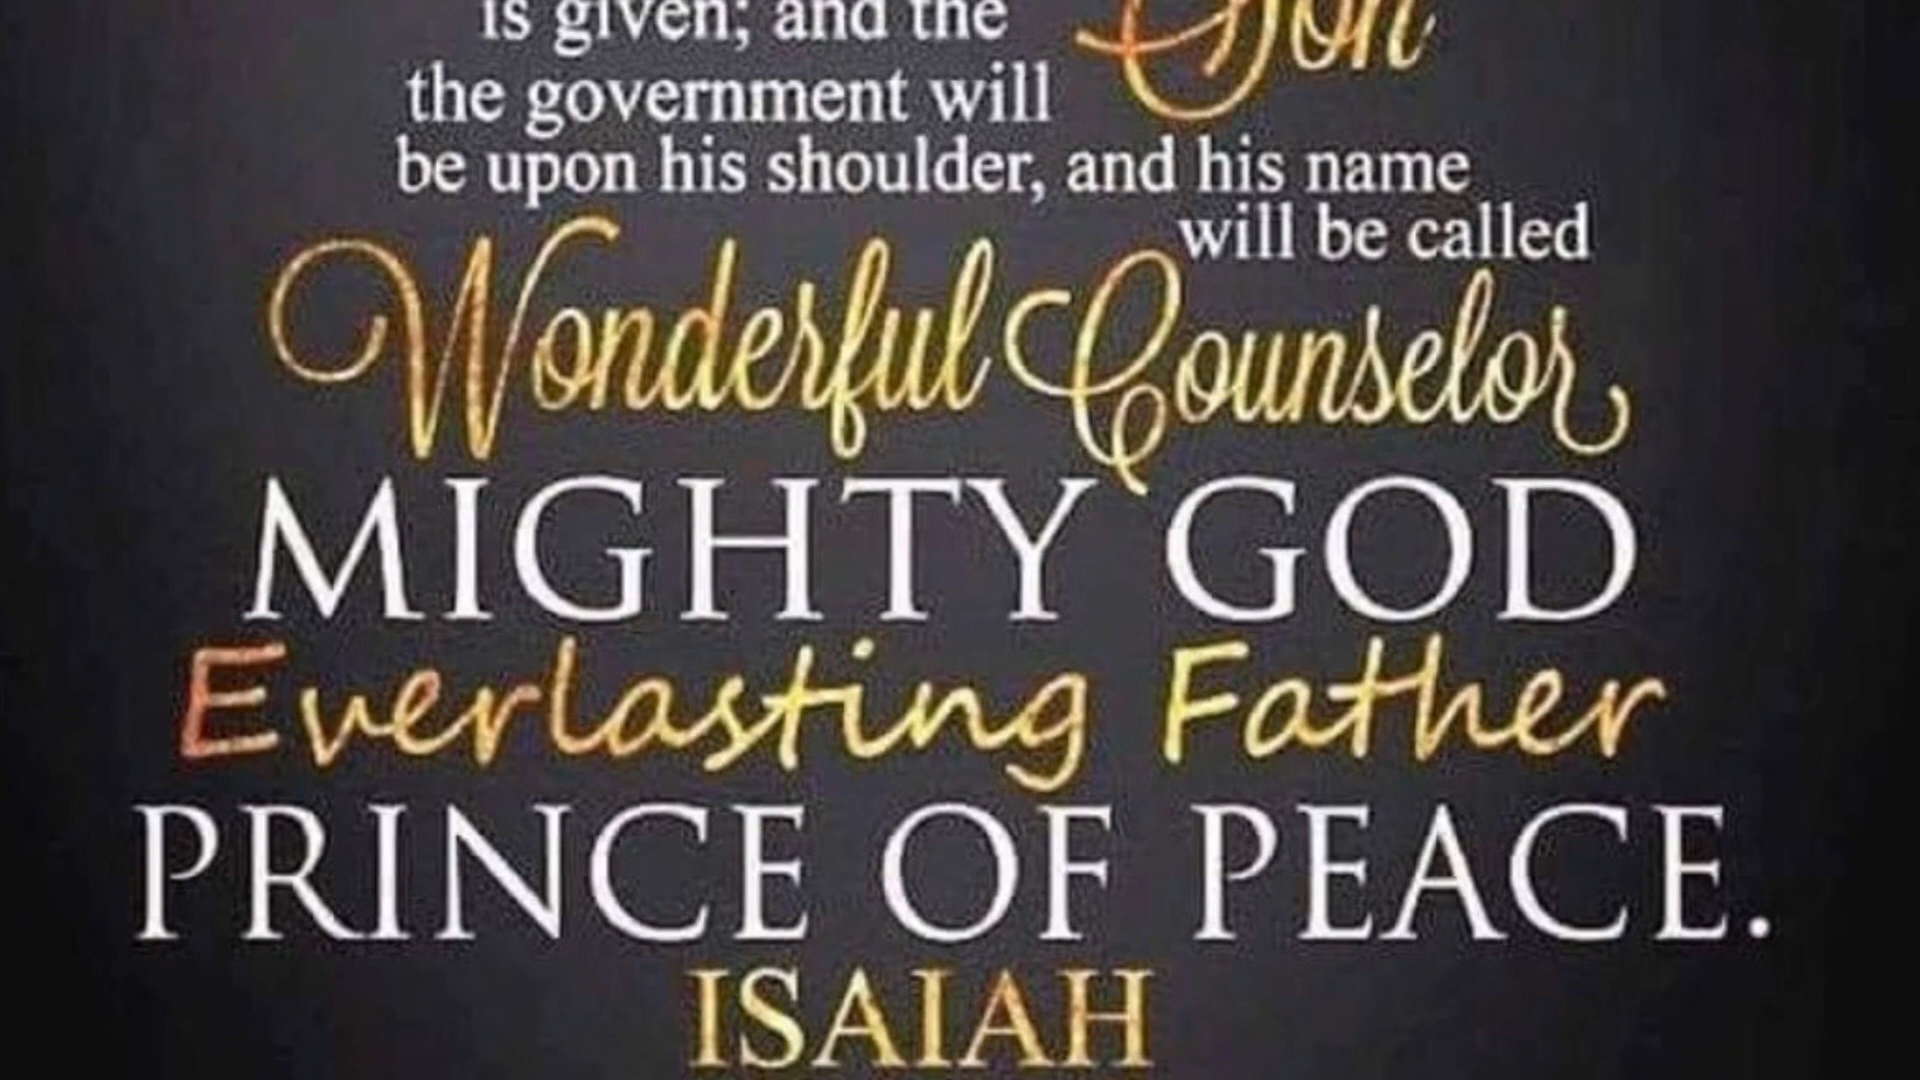 is given; and the Son
the government will
be upon his shoulder, and his name
will be called
Wonderful Counselor
MIGHTY GOD
Everlasting Father
PRINCE OF PEACE.
ISAIAH